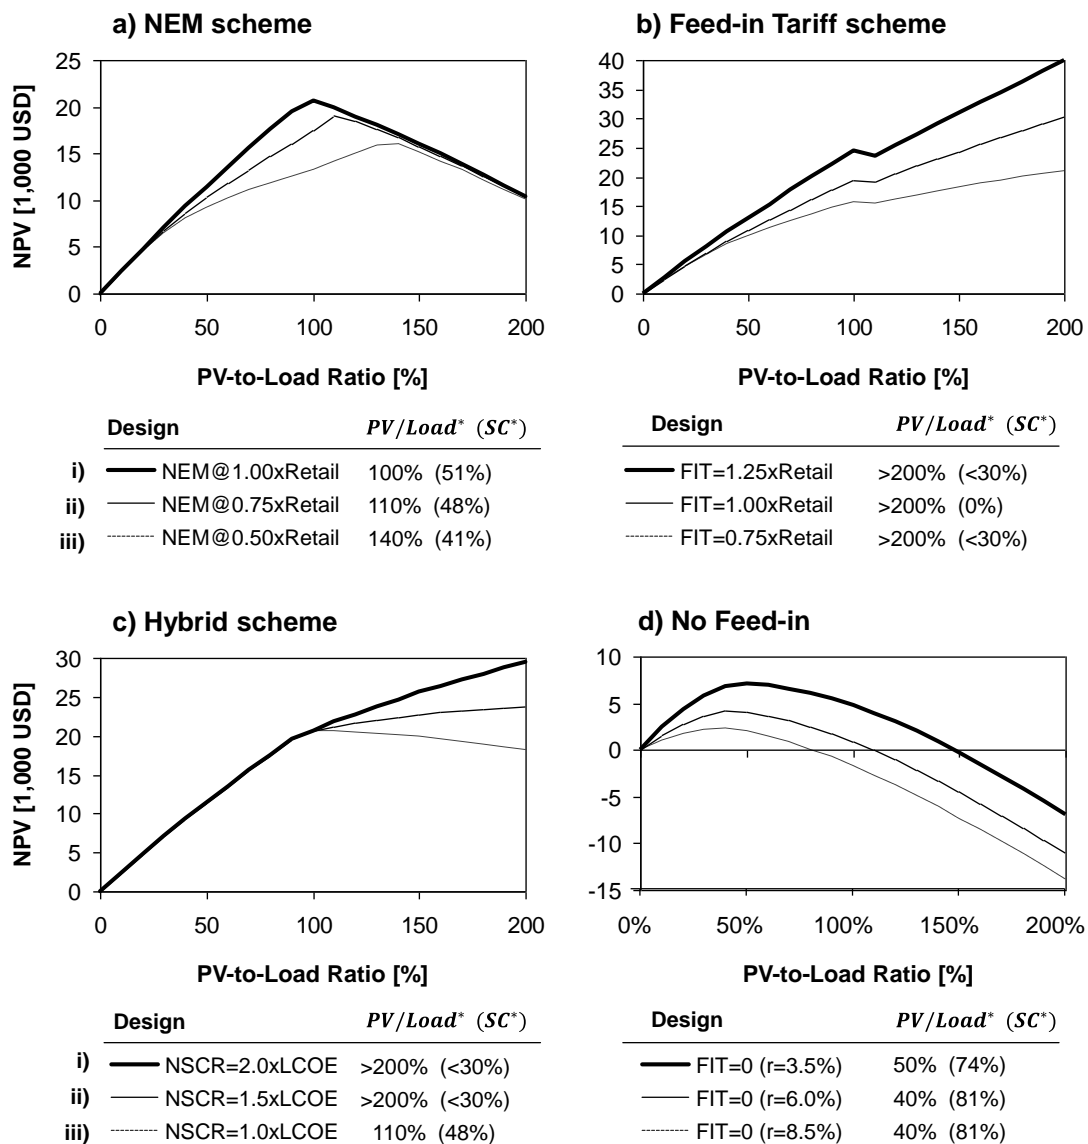 a) NEM scheme
25
20
15
10
5
0
NPV [1,000 USD]
0 50 100 150 200
PV-to-Load Ratio [%]
Design PV/Load* (SC*)
i) NEM@1.00xRetail 100% (51%)
ii) NEM@0.75xRetail 110% (48%)
iii) NEM@0.50xRetail 140% (41%)
b) Feed-in Tariff scheme
40
35
30
25
20
15
10
5
0
0 50 100 150 200
PV-to-Load Ratio [%]
Design PV/Load* (SC*)
FIT=1.25xRetail >200% (<30%)
FIT=1.00xRetail >200% (0%)
FIT=0.75xRetail >200% (<30%)
c) Hybrid scheme
30
25
20
15
10
5
0
NPV [1,000 USD]
0 50 100 150 200
PV-to-Load Ratio [%]
Design PV/Load* (SC*)
i) NSCR=2.0xLCOE >200% (<30%)
ii) NSCR=1.5xLCOE >200% (<30%)
iii) NSCR=1.0xLCOE 110% (48%)
d) No Feed-in
10
5
0
-5
-10
-15
0% 50% 100% 150% 200%
PV-to-Load Ratio [%]
Design PV/Load* (SC*)
FIT=0 (r=3.5%) 50% (74%)
FIT=0 (r=6.0%) 40% (81%)
FIT=0 (r=8.5%) 40% (81%)